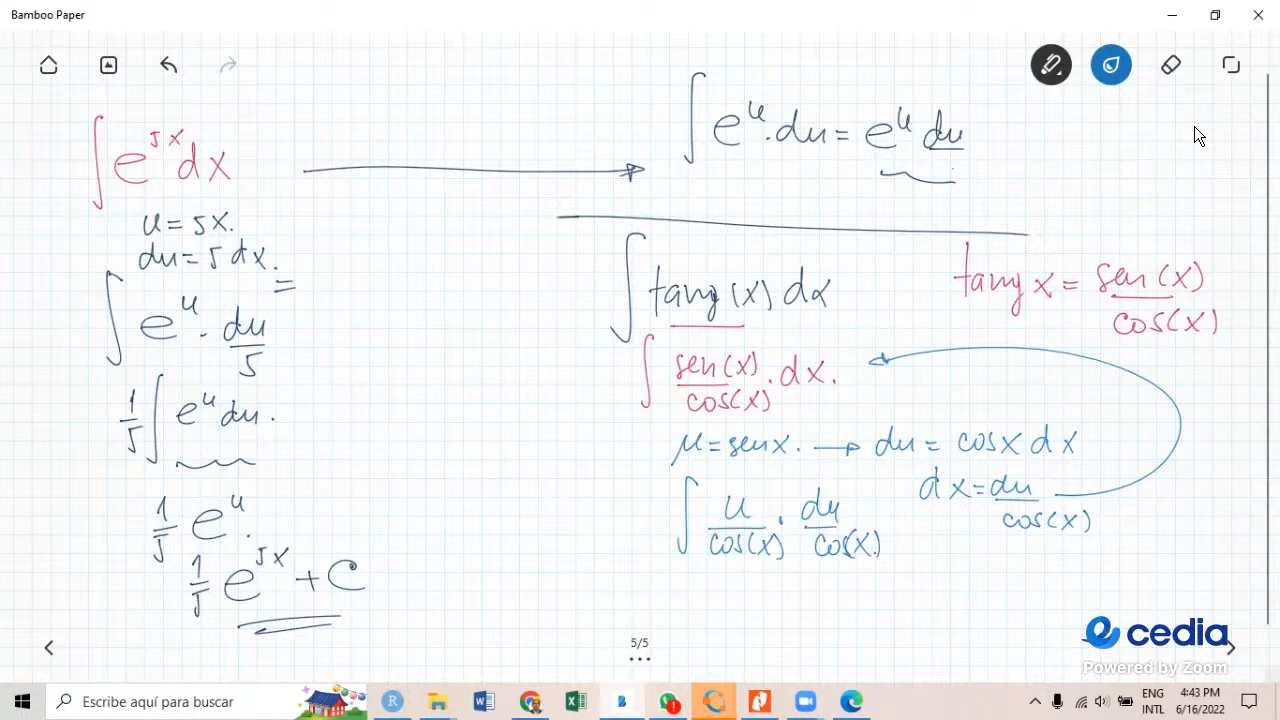 Bamboo Paper
∫ e^{5x} dx
u = 5x.
du = 5 dx.
=
∫ e^u · du/5
1/5 ∫ e^u du.
1/5 e^u.
1/5 e^{5x} + C
∫ e^u · du = e^u du
∫ tang(x) dx
tang x = sen(x)/cos(x)
∫ sen(x)/cos(x) · dx.
μ = sen x. → du = cos x dx
dx = du/cos(x)
∫ u/cos(x) · du/cos(x)
5/5
cedia
Powered by Zoom
Escribe aquí para buscar
ENG
INTL
4:43 PM
6/16/2022